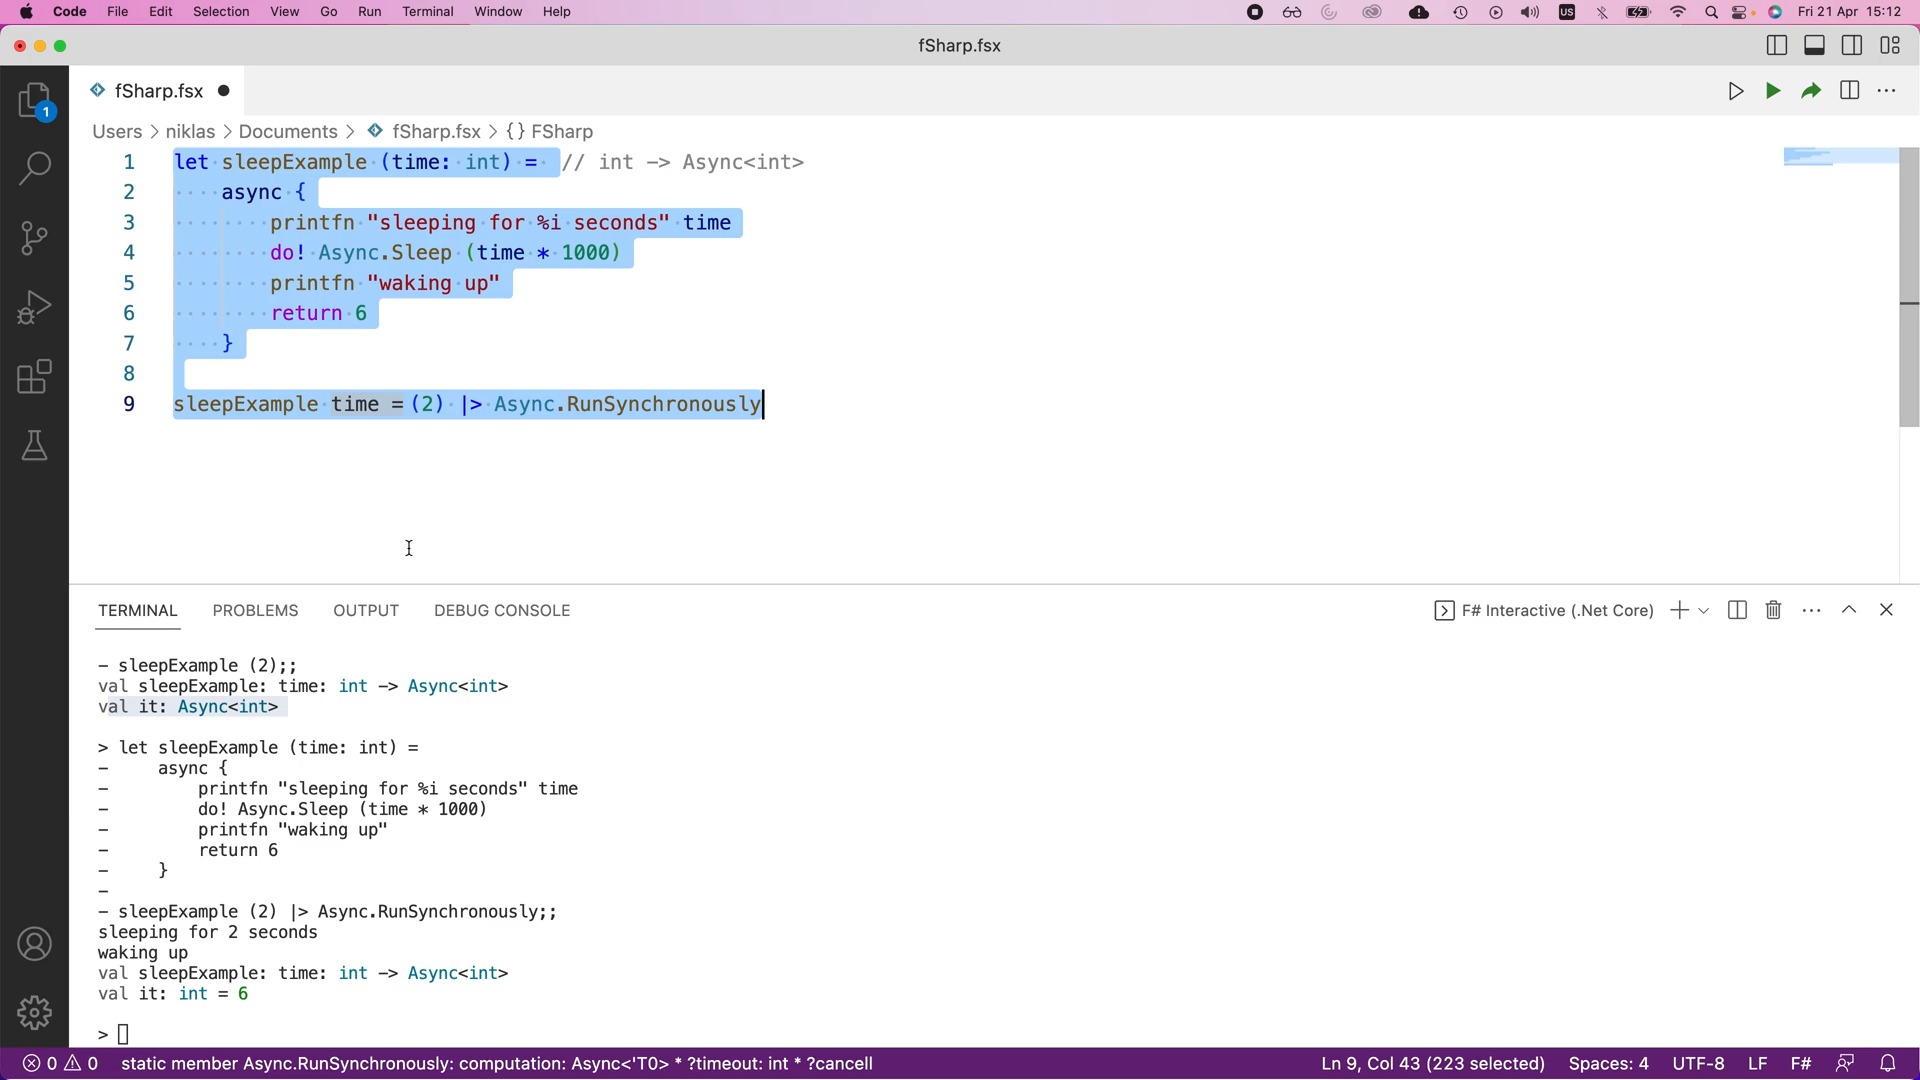 Code File Edit Selection View Go Run Terminal Window Help US Fri 21 Apr 15:12
fSharp.fsx
fSharp.fsx
1
Users > niklas > Documents > fSharp.fsx > {} FSharp
1 let sleepExample (time: int) = // int -> Async<int>
2 async {
3 printfn "sleeping for %i seconds" time
4 do! Async.Sleep (time * 1000)
5 printfn "waking up"
6 return 6
7 }
8
9 sleepExample time = (2) |> Async.RunSynchronously
TERMINAL PROBLEMS OUTPUT DEBUG CONSOLE F# Interactive (.Net Core)
- sleepExample (2);;
val sleepExample: time: int -> Async<int>
val it: Async<int>
> let sleepExample (time: int) =
- async {
- printfn "sleeping for %i seconds" time
- do! Async.Sleep (time * 1000)
- printfn "waking up"
- return 6
- }
-
- sleepExample (2) |> Async.RunSynchronously;;
sleeping for 2 seconds
waking up
val sleepExample: time: int -> Async<int>
val it: int = 6
>
0 0 static member Async.RunSynchronously: computation: Async<'T0> * ?timeout: int * ?cancell Ln 9, Col 43 (223 selected) Spaces: 4 UTF-8 LF F#